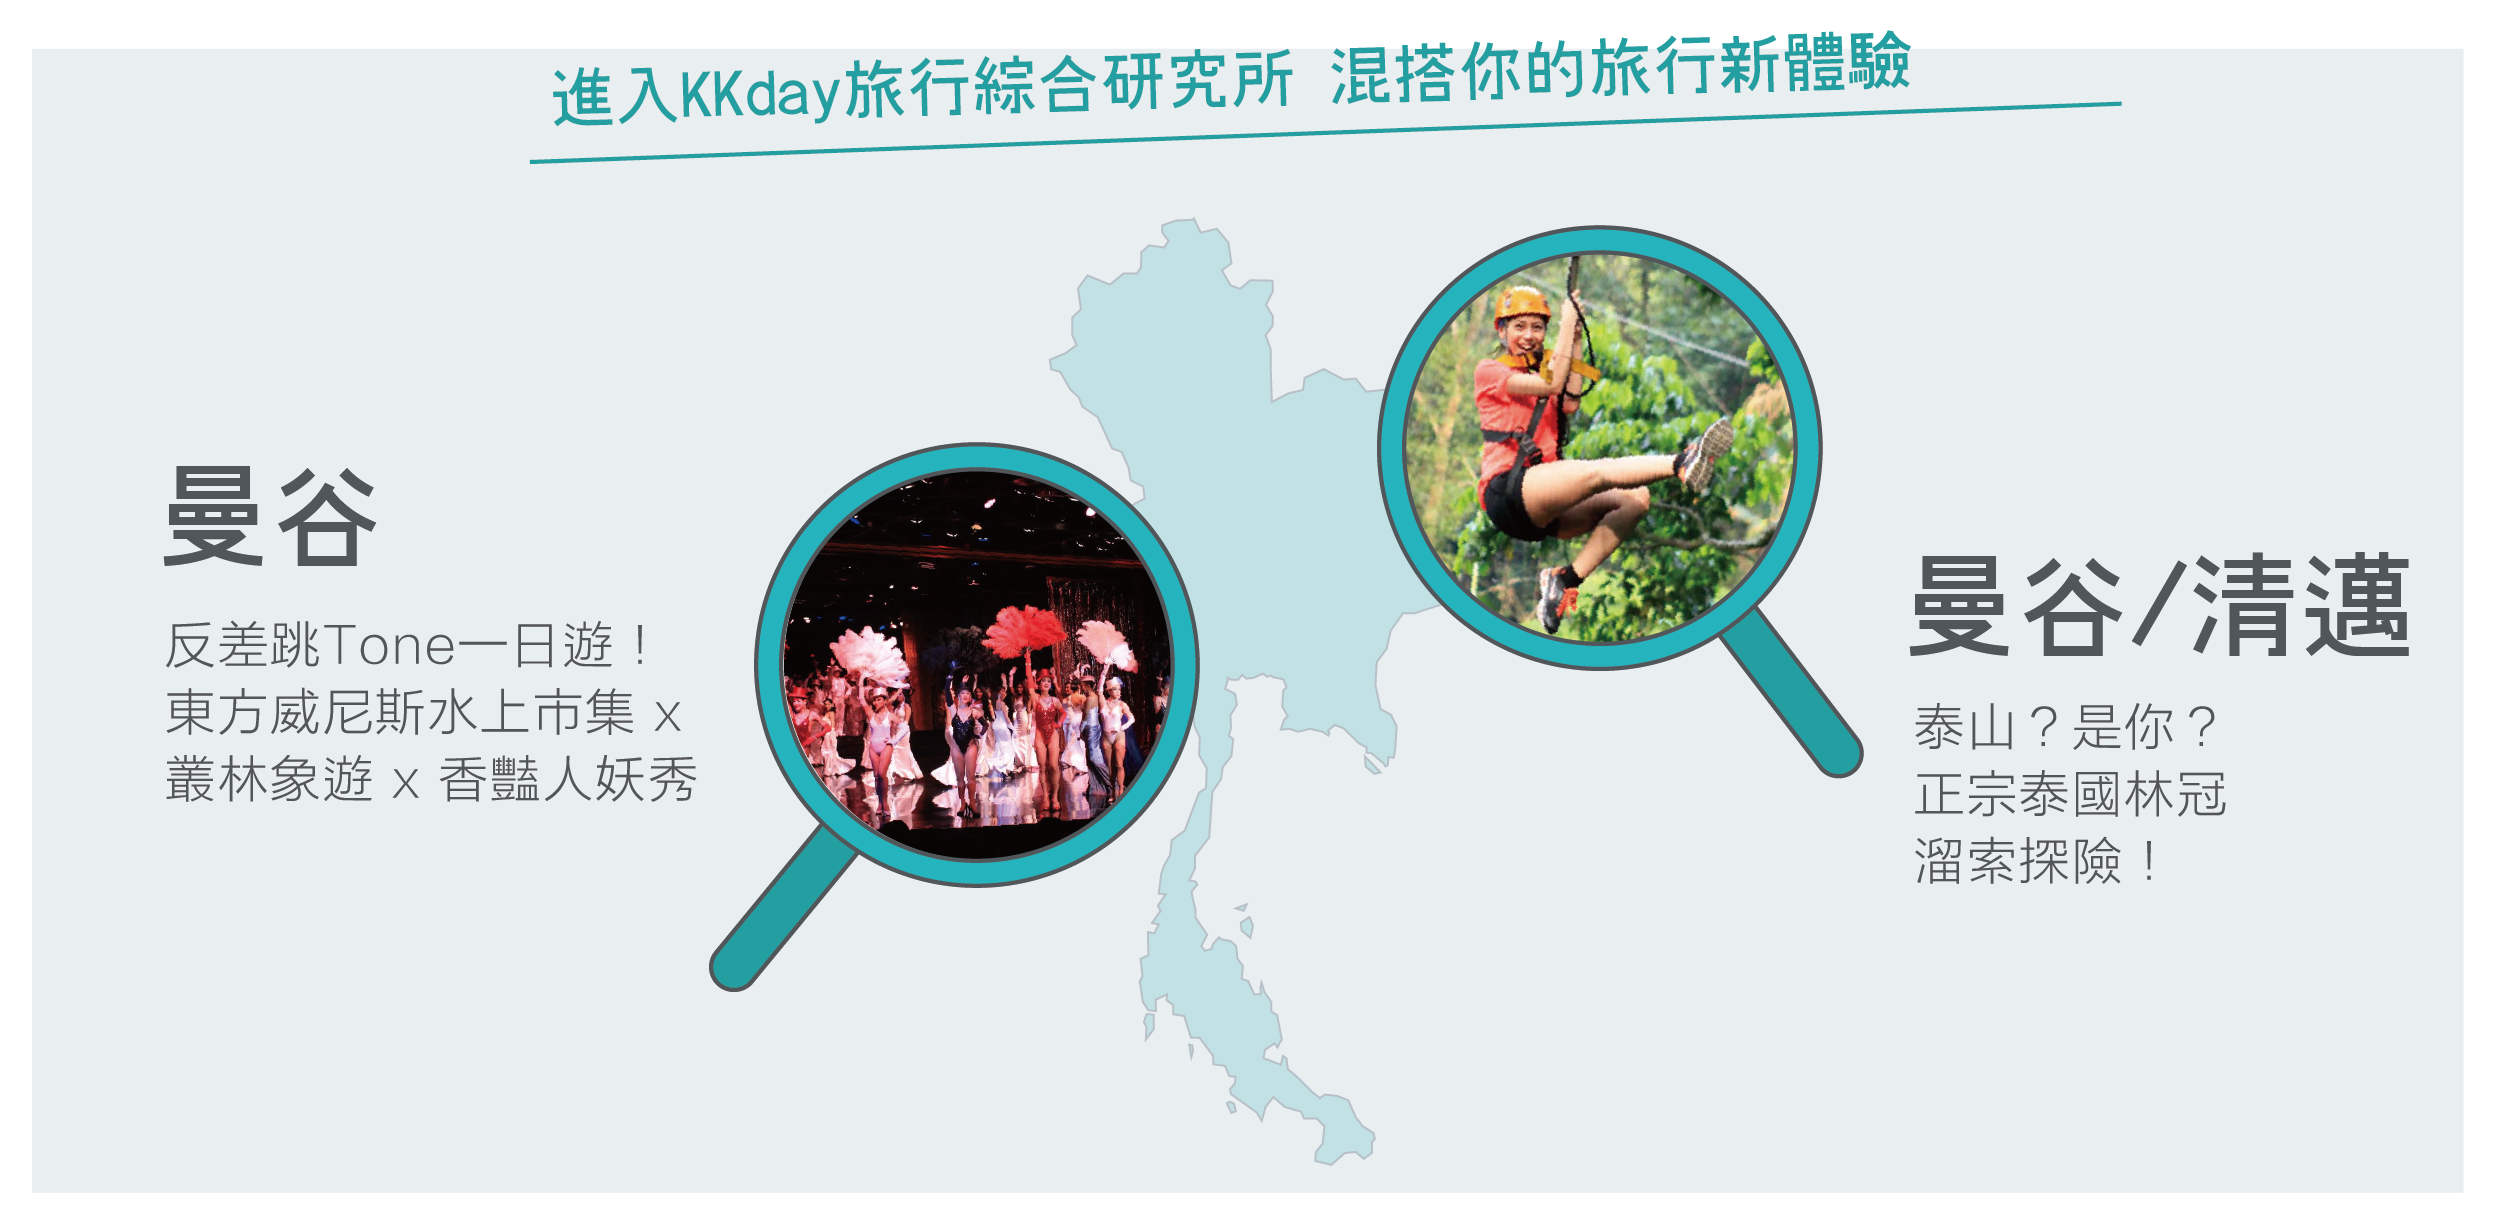 進入KKday旅行綜合研究所 混搭你的旅行新體驗
曼谷
反差跳Tone一日遊！
東方威尼斯水上市集 x
叢林象遊 x 香豔人妖秀
曼谷/清邁
泰山？是你？
正宗泰國林冠
溜索探險！